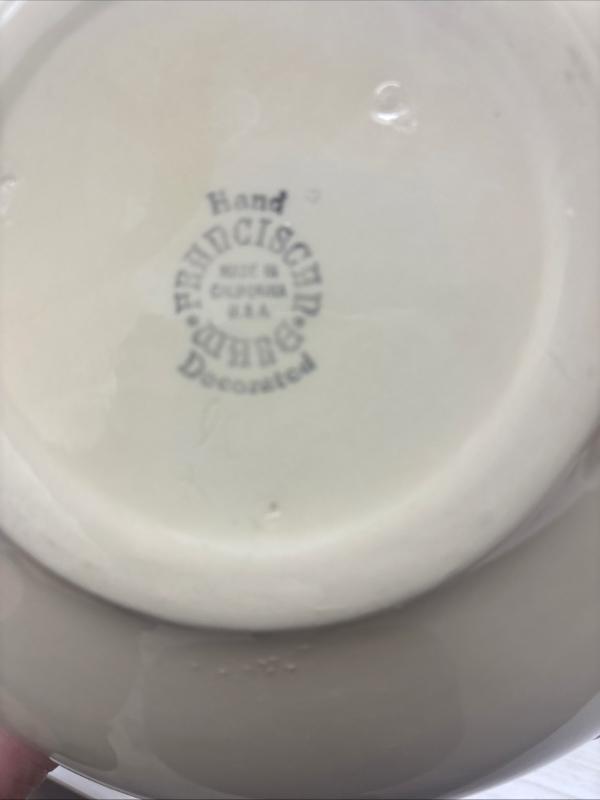 Hand
FRANCISCAN
MADE IN
CALIFORNIA
U.S.A.
WARE
Decorated